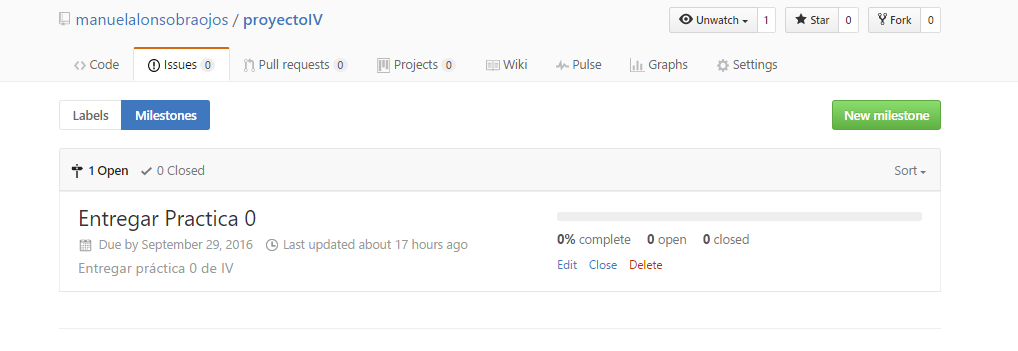 manuelalonsobraojos / proyectoIV
Unwatch 1 Star 0 Fork 0
Code Issues 0 Pull requests 0 Projects 0 Wiki Pulse Graphs Settings
Labels Milestones New milestone
1 Open 0 Closed Sort
Entregar Practica 0
Due by September 29, 2016 Last updated about 17 hours ago
Entregar práctica 0 de IV
0% complete 0 open 0 closed
Edit Close Delete